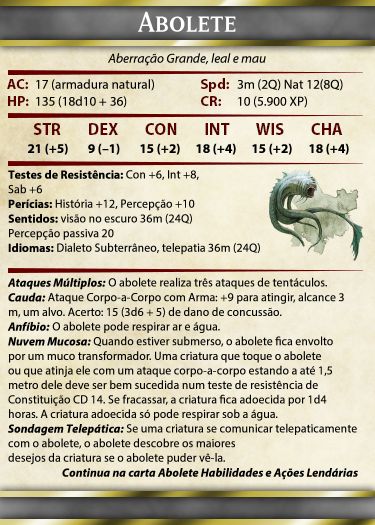 ABOLETE
Aberração Grande, leal e mau
AC: 17 (armadura natural) Spd: 3m (2Q) Nat 12(8Q)
HP: 135 (18d10 + 36) CR: 10 (5.900 XP)
STR DEX CON INT WIS CHA
21 (+5) 9 (–1) 15 (+2) 18 (+4) 15 (+2) 18 (+4)
Testes de Resistência: Con +6, Int +8,
Sab +6
Perícias: História +12, Percepção +10
Sentidos: visão no escuro 36m (24Q)
Percepção passiva 20
Idiomas: Dialeto Subterrâneo, telepatia 36m (24Q)
Ataques Múltiplos: O abolete realiza três ataques de tentáculos.
Cauda: Ataque Corpo-a-Corpo com Arma: +9 para atingir, alcance 3
m, um alvo. Acerto: 15 (3d6 + 5) de dano de concussão.
Anfíbio: O abolete pode respirar ar e água.
Nuvem Mucosa: Quando estiver submerso, o abolete fica envolto
por um muco transformador. Uma criatura que toque o abolete
ou que atinja ele com um ataque corpo-a-corpo estando a até 1,5
metro dele deve ser bem sucedida num teste de resistência de
Constituição CD 14. Se fracassar, a criatura fica adoecida por 1d4
horas. A criatura adoecida só pode respirar sob a água.
Sondagem Telepática: Se uma criatura se comunicar telepaticamente
com o abolete, o abolete descobre os maiores
desejos da criatura se o abolete puder vê-la.
Continua na carta Abolete Habilidades e Ações Lendárias